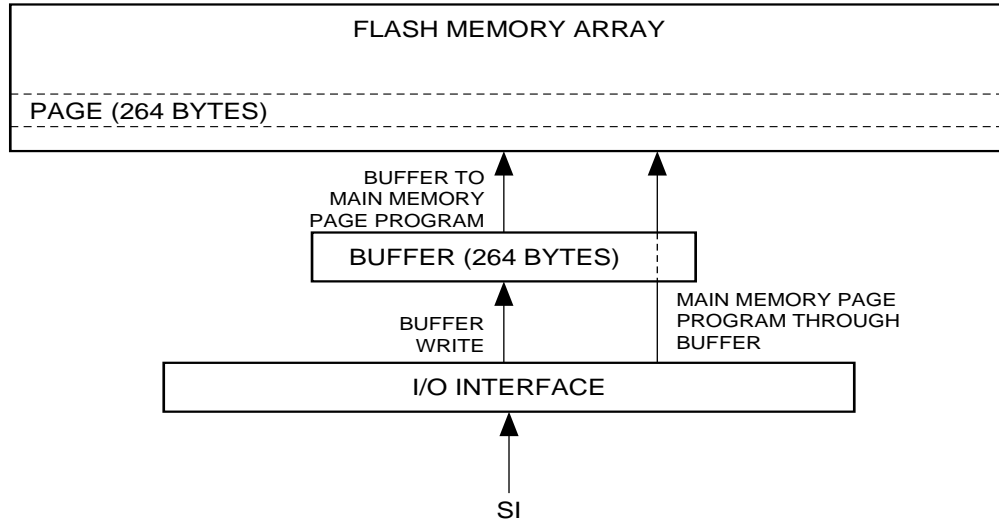 FLASH MEMORY ARRAY
PAGE (264 BYTES)
BUFFER TO
MAIN MEMORY
PAGE PROGRAM
BUFFER (264 BYTES)
MAIN MEMORY PAGE
PROGRAM THROUGH
BUFFER
BUFFER
WRITE
I/O INTERFACE
SI